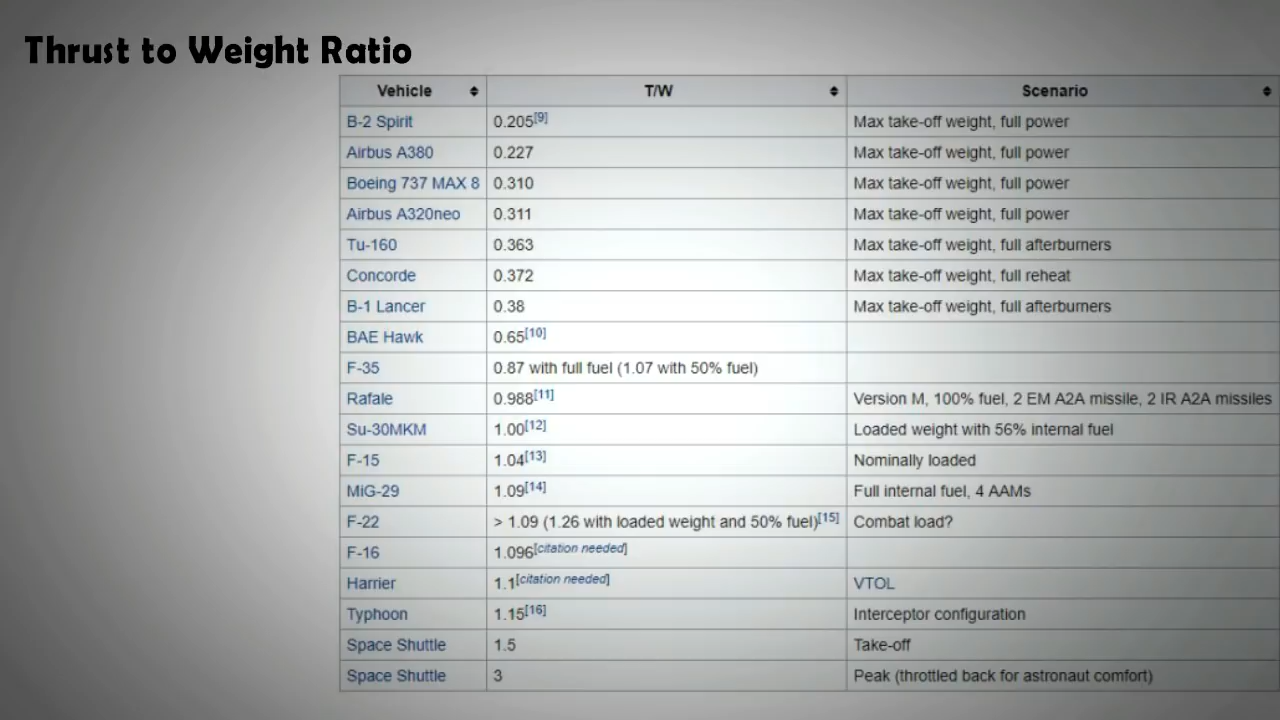 Thrust to Weight Ratio
Vehicle T/W Scenario
B-2 Spirit 0.205[9] Max take-off weight, full power
Airbus A380 0.227 Max take-off weight, full power
Boeing 737 MAX 8 0.310 Max take-off weight, full power
Airbus A320neo 0.311 Max take-off weight, full power
Tu-160 0.363 Max take-off weight, full afterburners
Concorde 0.372 Max take-off weight, full reheat
B-1 Lancer 0.38 Max take-off weight, full afterburners
BAE Hawk 0.65[10]
F-35 0.87 with full fuel (1.07 with 50% fuel)
Rafale 0.988[11] Version M, 100% fuel, 2 EM A2A missile, 2 IR A2A missiles
Su-30MKM 1.00[12] Loaded weight with 56% internal fuel
F-15 1.04[13] Nominally loaded
MiG-29 1.09[14] Full internal fuel, 4 AAMs
F-22 > 1.09 (1.26 with loaded weight and 50% fuel)[15] Combat load?
F-16 1.096[citation needed]
Harrier 1.1[citation needed] VTOL
Typhoon 1.15[16] Interceptor configuration
Space Shuttle 1.5 Take-off
Space Shuttle 3 Peak (throttled back for astronaut comfort)